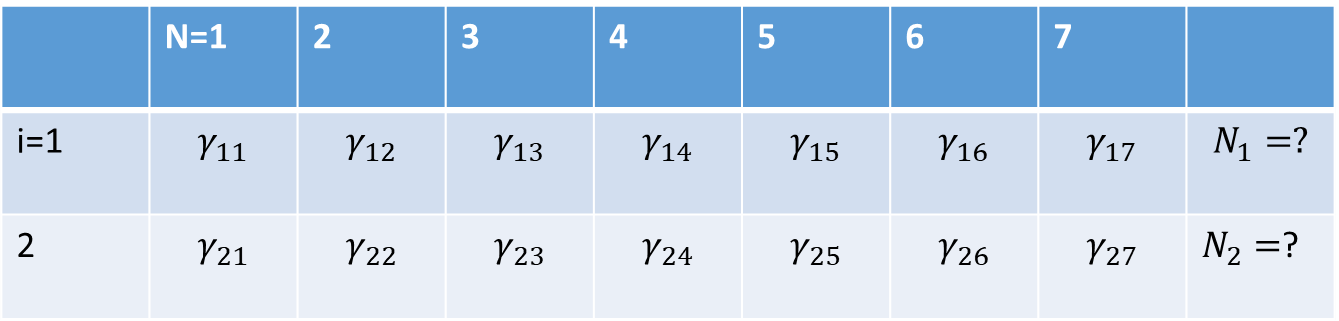 N=1 2 3 4 5 6 7
i=1 γ₁₁ γ₁₂ γ₁₃ γ₁₄ γ₁₅ γ₁₆ γ₁₇ N₁ =?
2 γ₂₁ γ₂₂ γ₂₃ γ₂₄ γ₂₅ γ₂₆ γ₂₇ N₂ =?